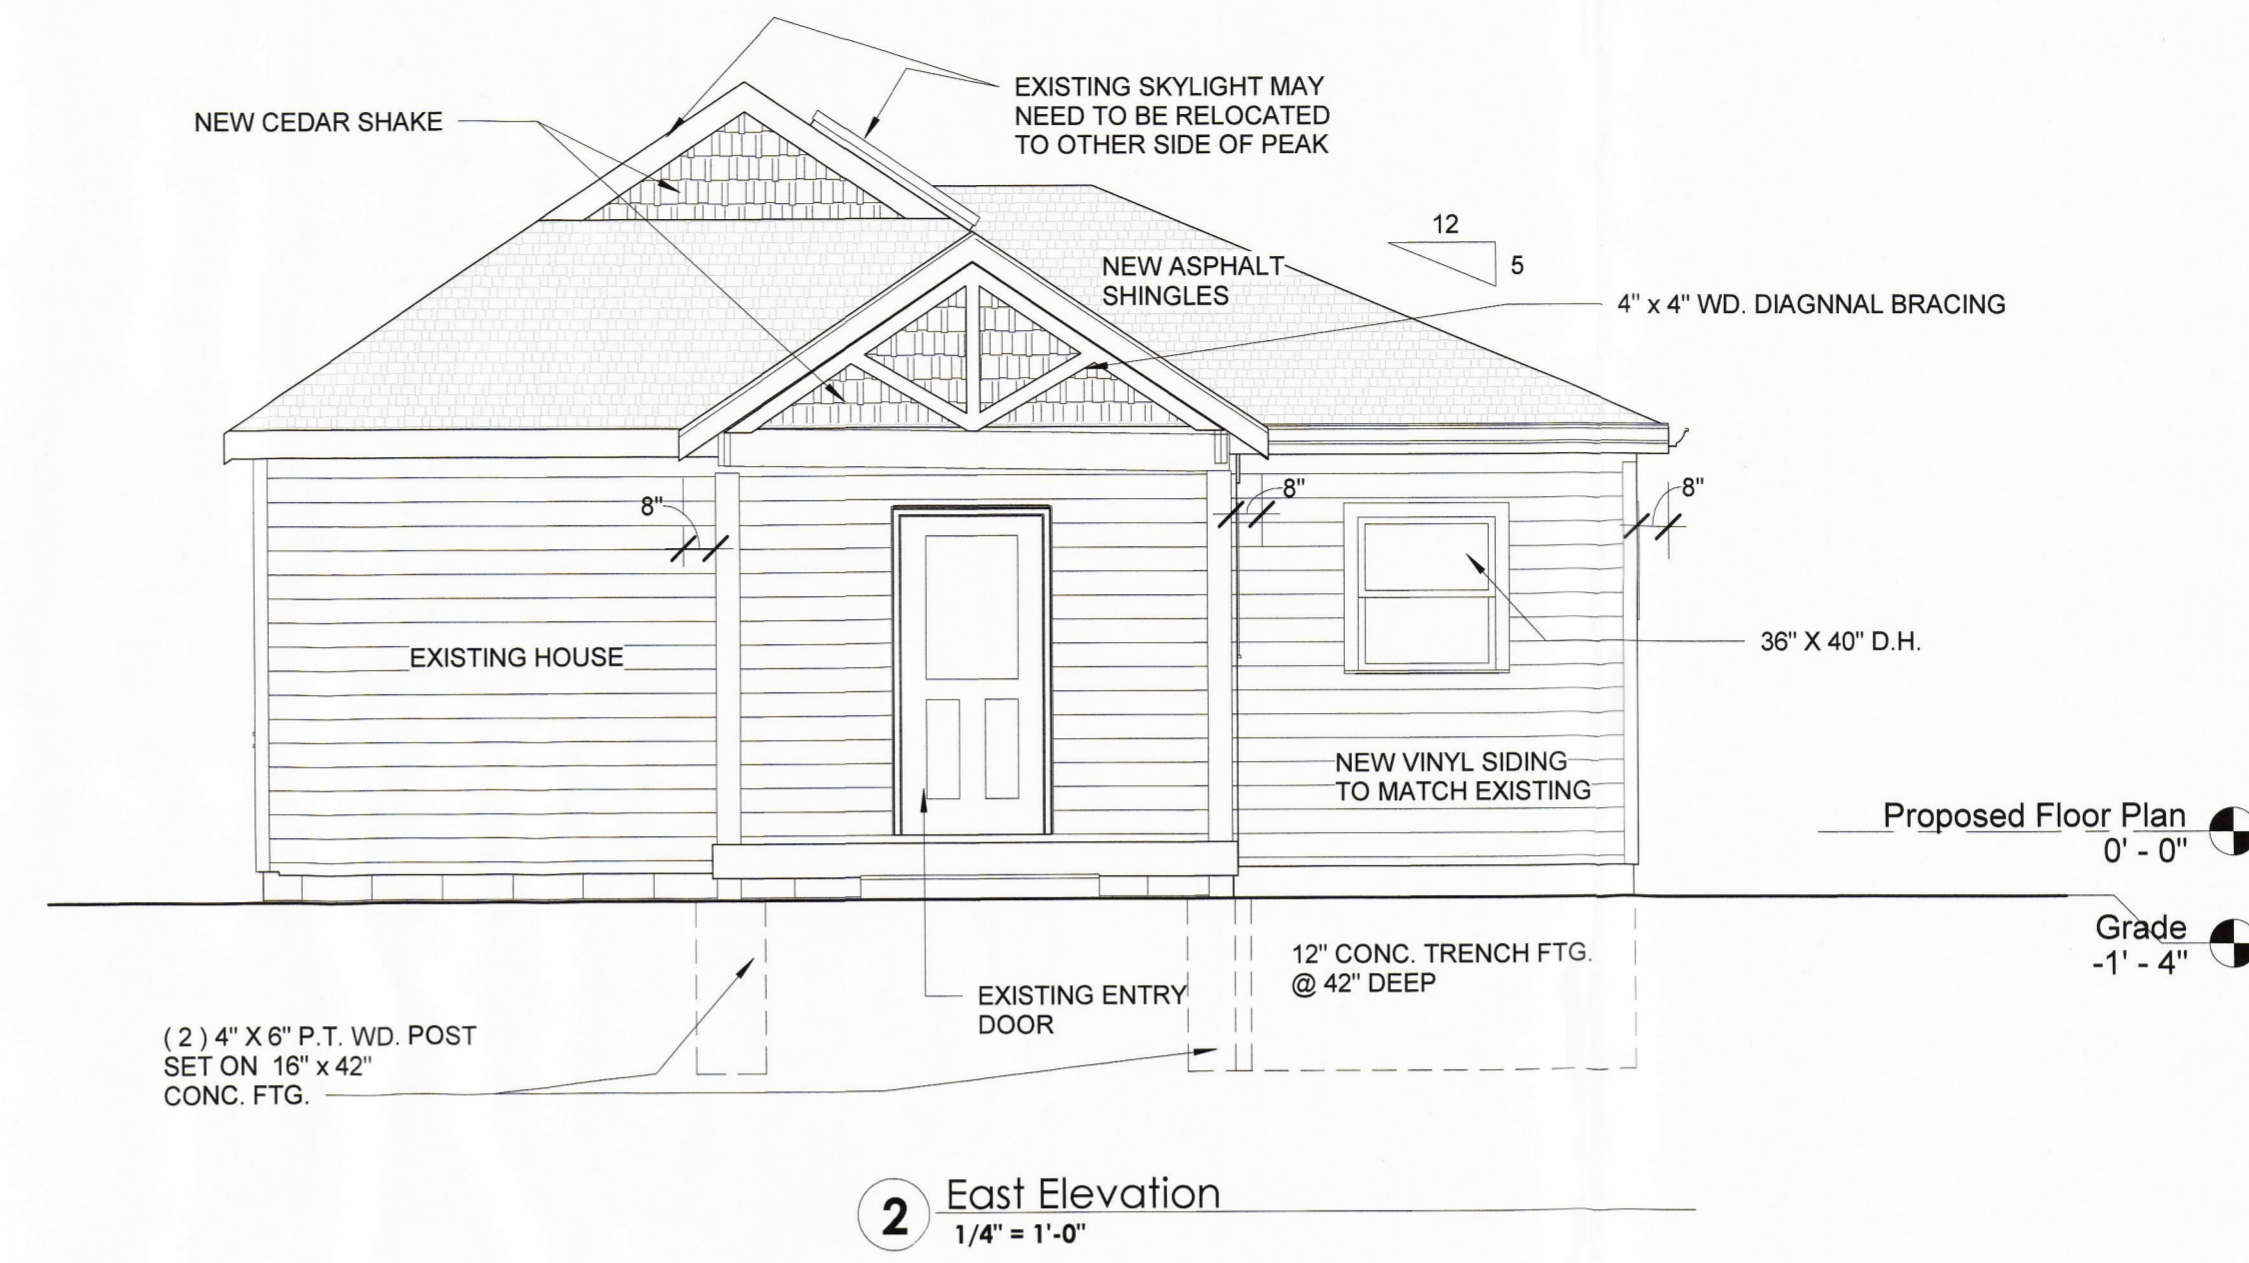 EXISTING SKYLIGHT MAY
NEED TO BE RELOCATED
TO OTHER SIDE OF PEAK
NEW CEDAR SHAKE
12
5
NEW ASPHALT
SHINGLES
4" x 4" WD. DIAGNNAL BRACING
8"
8"
8"
EXISTING HOUSE
36" X 40" D.H.
NEW VINYL SIDING
TO MATCH EXISTING
Proposed Floor Plan
0' - 0"
Grade
-1' - 4"
12" CONC. TRENCH FTG.
@ 42" DEEP
EXISTING ENTRY
DOOR
( 2 ) 4" X 6" P.T. WD. POST
SET ON 16" x 42"
CONC. FTG.
2
East Elevation
1/4" = 1'-0"